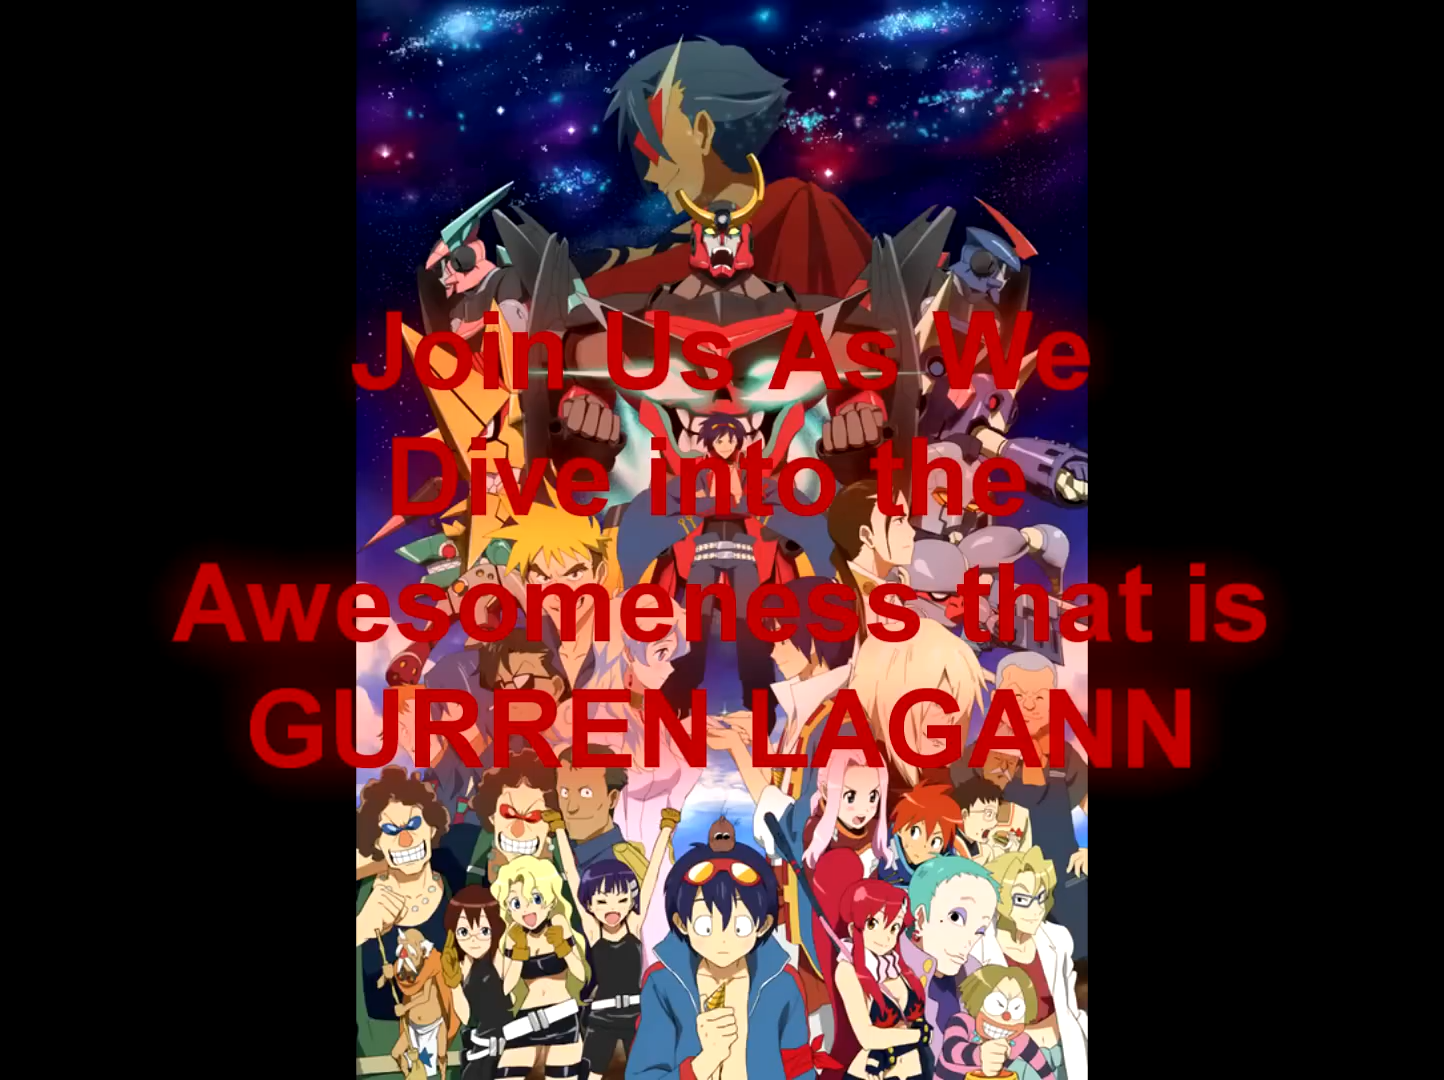 Join Us As We
Dive into the
Awesomeness that is
GURREN LAGANN